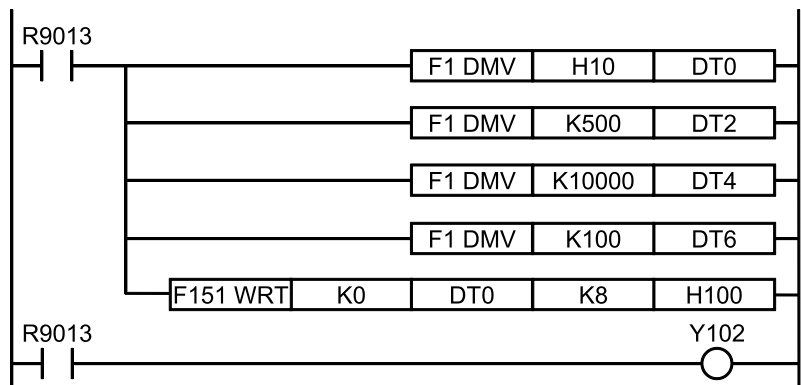 R9013
F1 DMV H10 DT0
F1 DMV K500 DT2
F1 DMV K10000 DT4
F1 DMV K100 DT6
F151 WRT K0 DT0 K8 H100
R9013 Y102